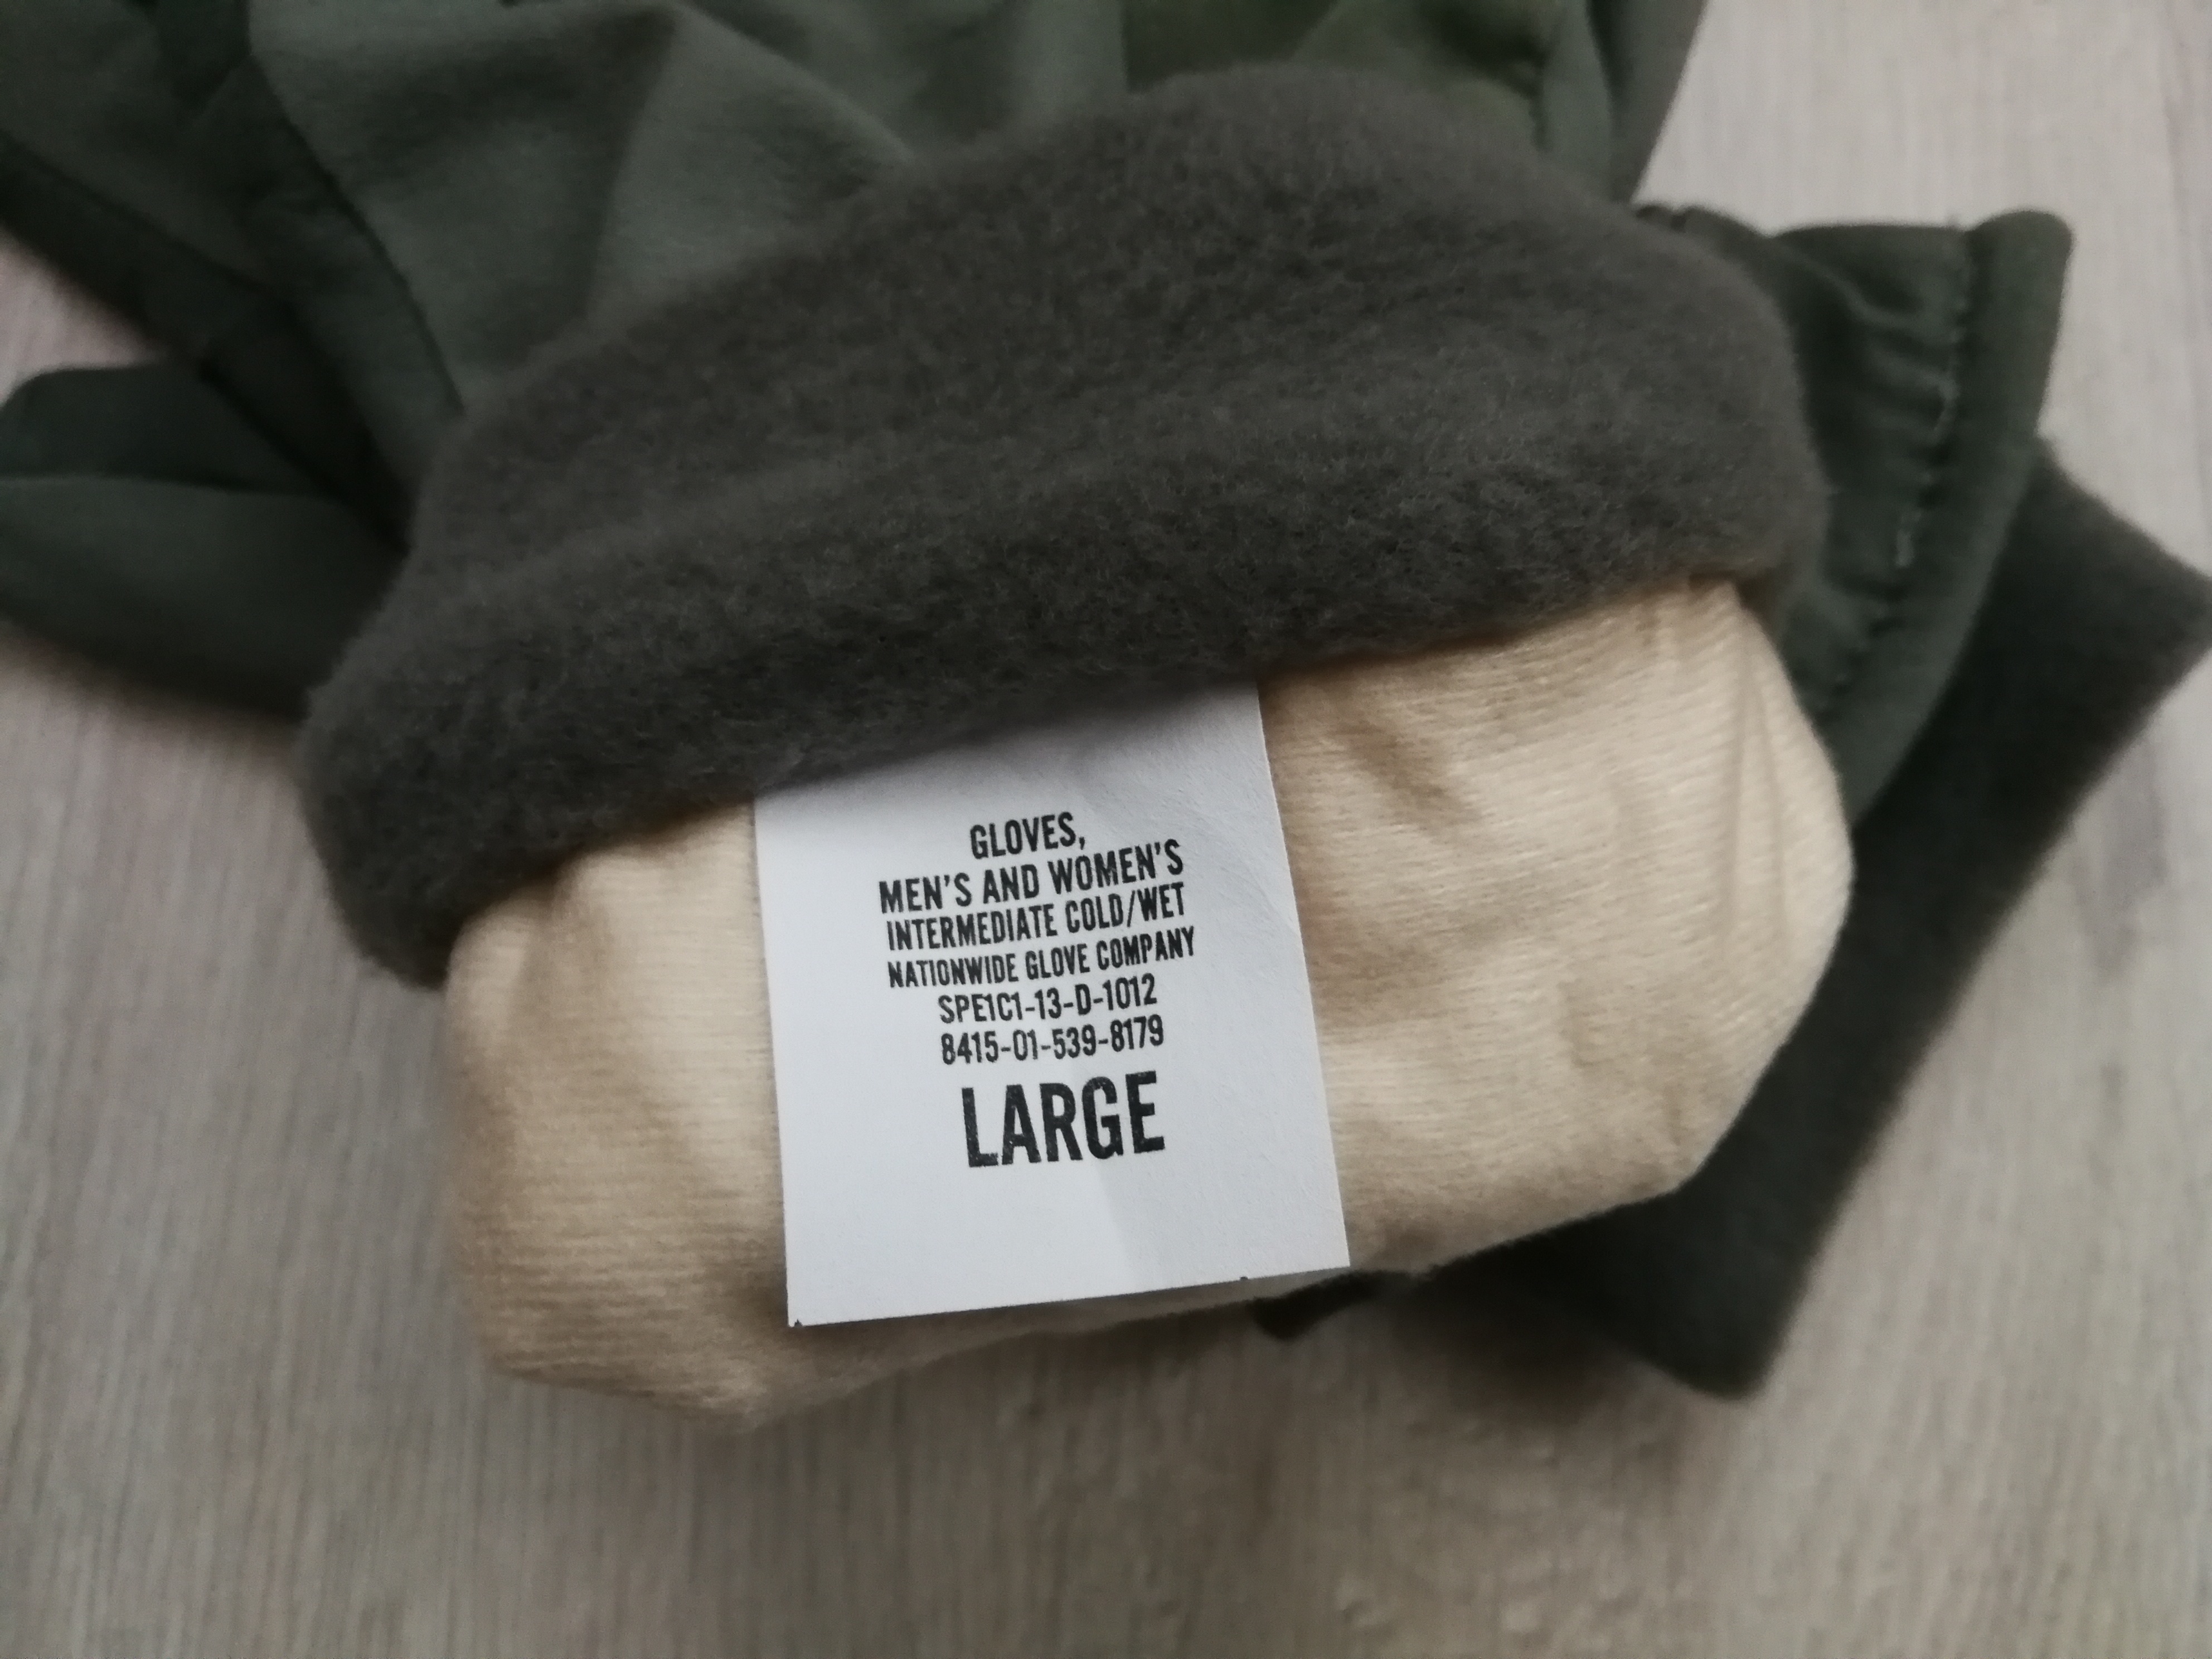 GLOVES,
MEN'S AND WOMEN'S
INTERMEDIATE COLD/WET
NATIONWIDE GLOVE COMPANY
SPE1C1-13-D-1012
8415-01-539-8179
LARGE